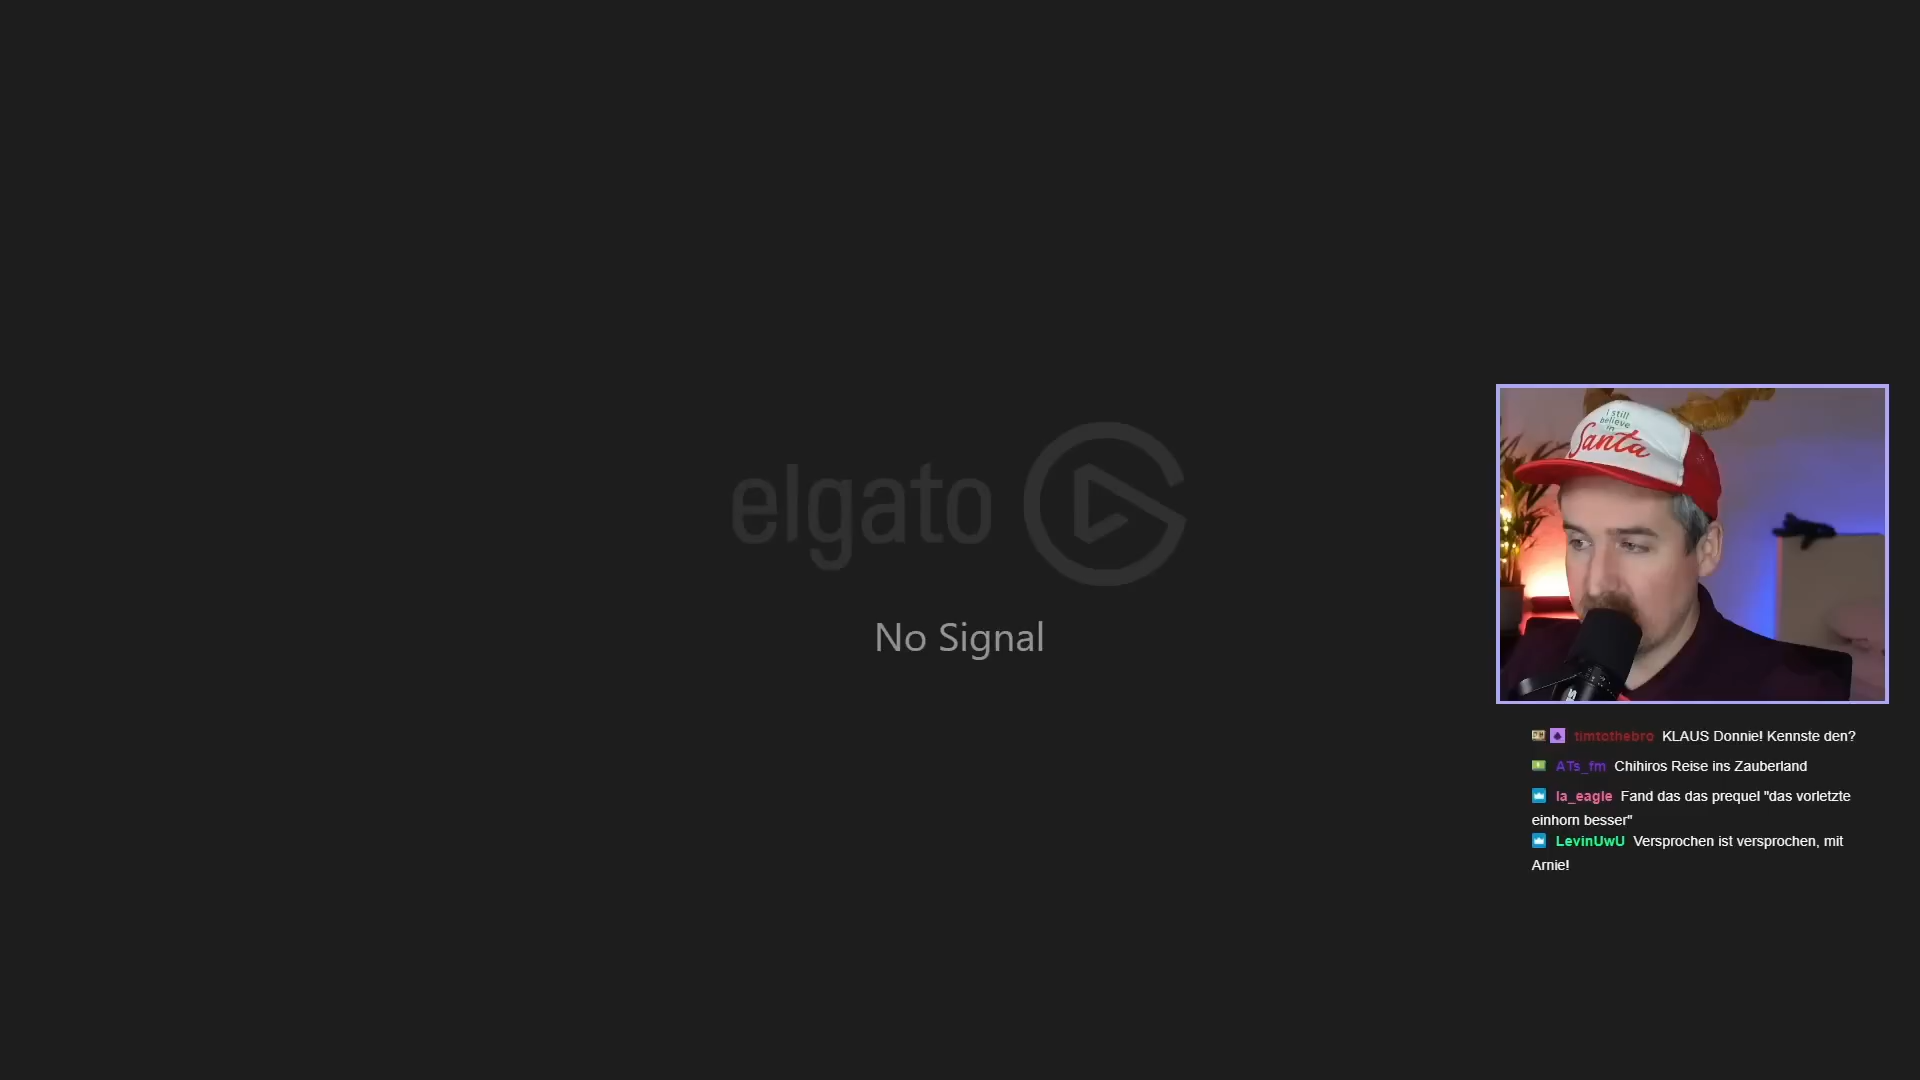 elgato
No Signal
i still
believe
in
Santa
timtothebro KLAUS Donnie! Kennste den?
ATs_fm Chihiros Reise ins Zauberland
la_eagle Fand das das prequel "das vorletzte
einhorn besser"
LevinUwU Versprochen ist versprochen, mit
Arnie!